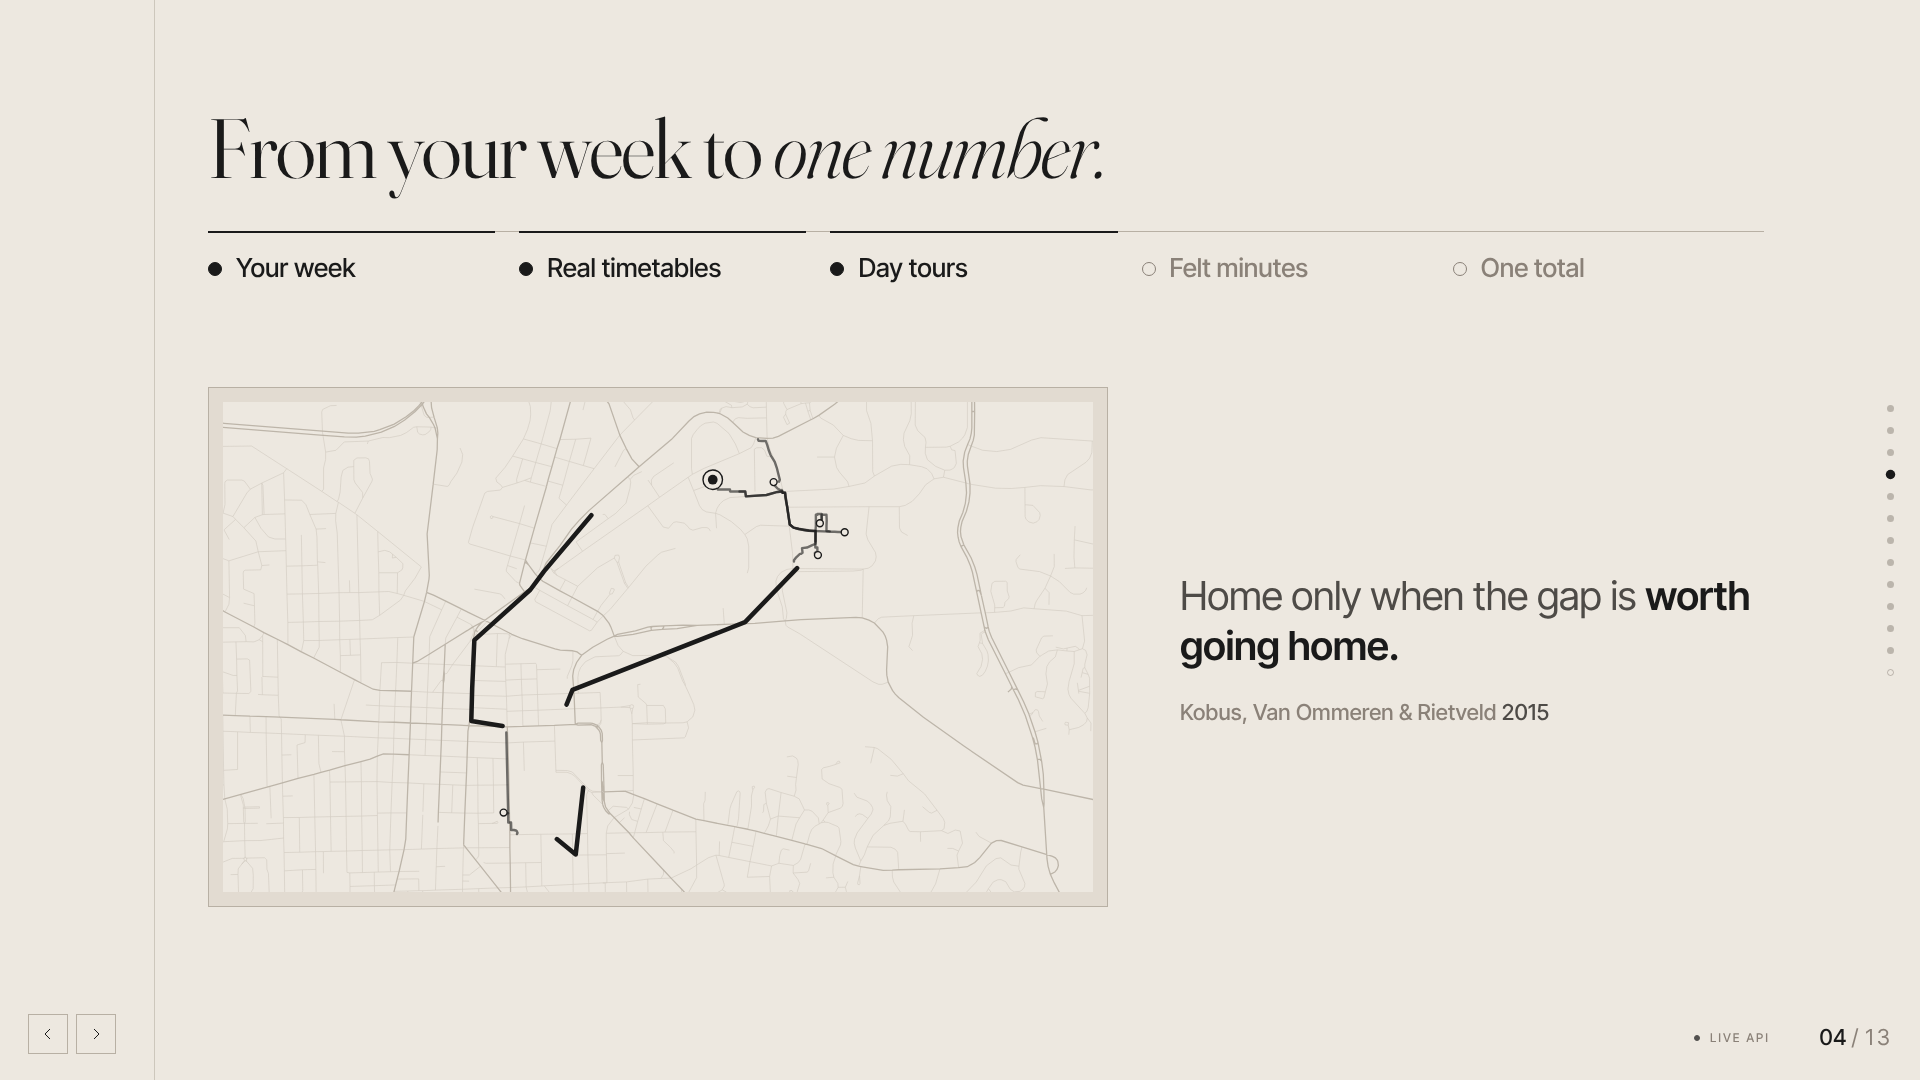 From your week to one number.
Your week
Real timetables
Day tours
Felt minutes
One total
Home only when the gap is worth
going home.
Kobus, Van Ommeren & Rietveld 2015
LIVE API
04 / 13